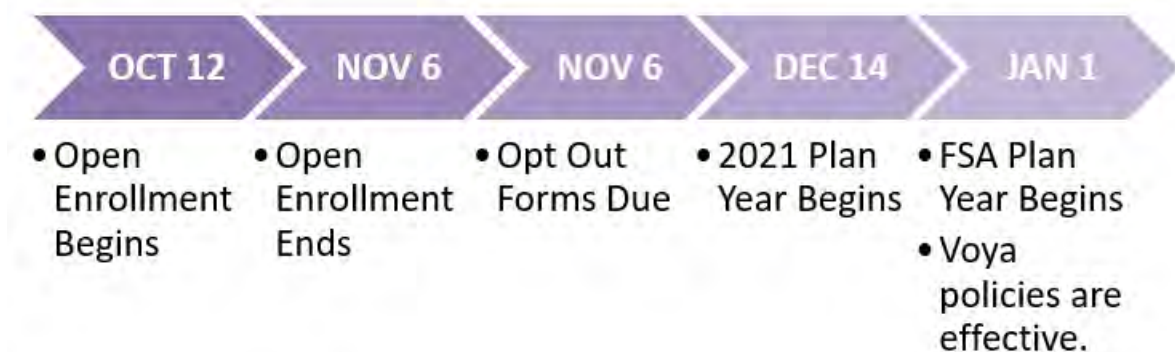 OCT 12
NOV 6
NOV 6
DEC 14
JAN 1
• Open
Enrollment
Begins
• Open
Enrollment
Ends
• Opt Out
Forms Due
• 2021 Plan
Year Begins
• FSA Plan
Year Begins
• Voya
policies are
effective.